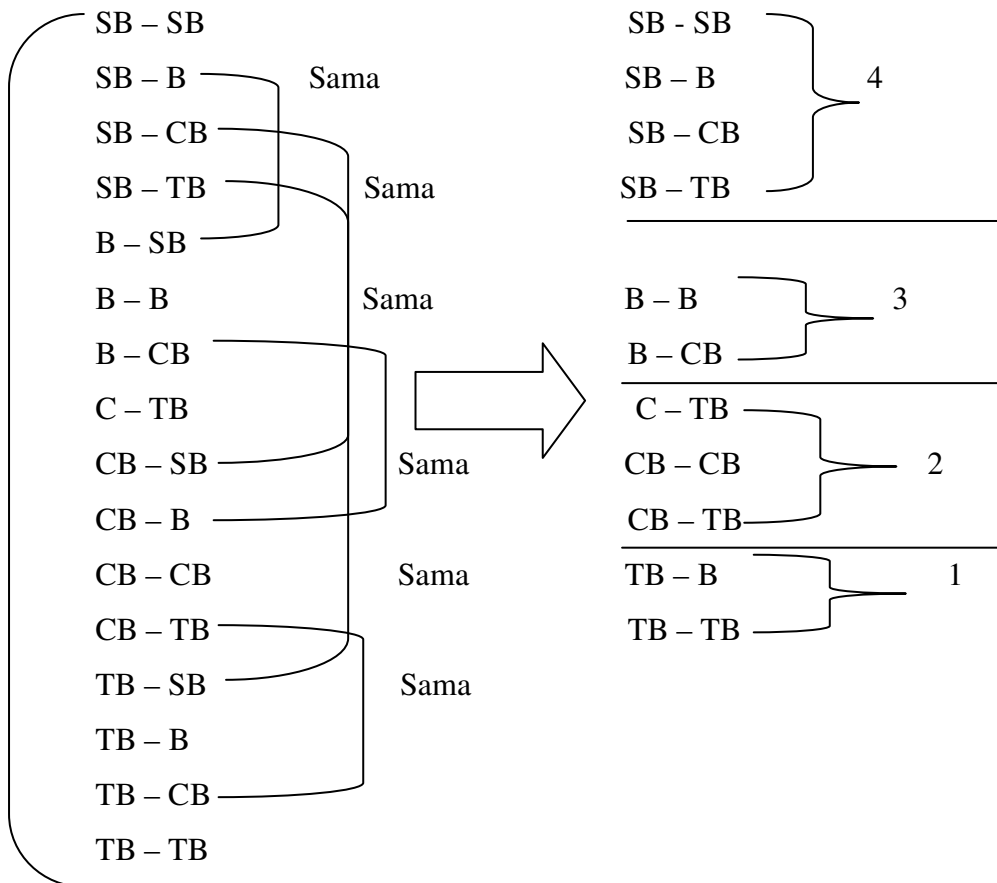 SB – SB
SB – B Sama
SB – CB
SB – TB Sama
B – SB
B – B Sama
B – CB
C – TB
CB – SB Sama
CB – B
CB – CB Sama
CB – TB
TB – SB Sama
TB – B
TB – CB
TB – TB
SB - SB
SB – B 4
SB – CB
SB – TB
B – B 3
B – CB
C – TB
CB – CB 2
CB – TB
TB – B 1
TB – TB